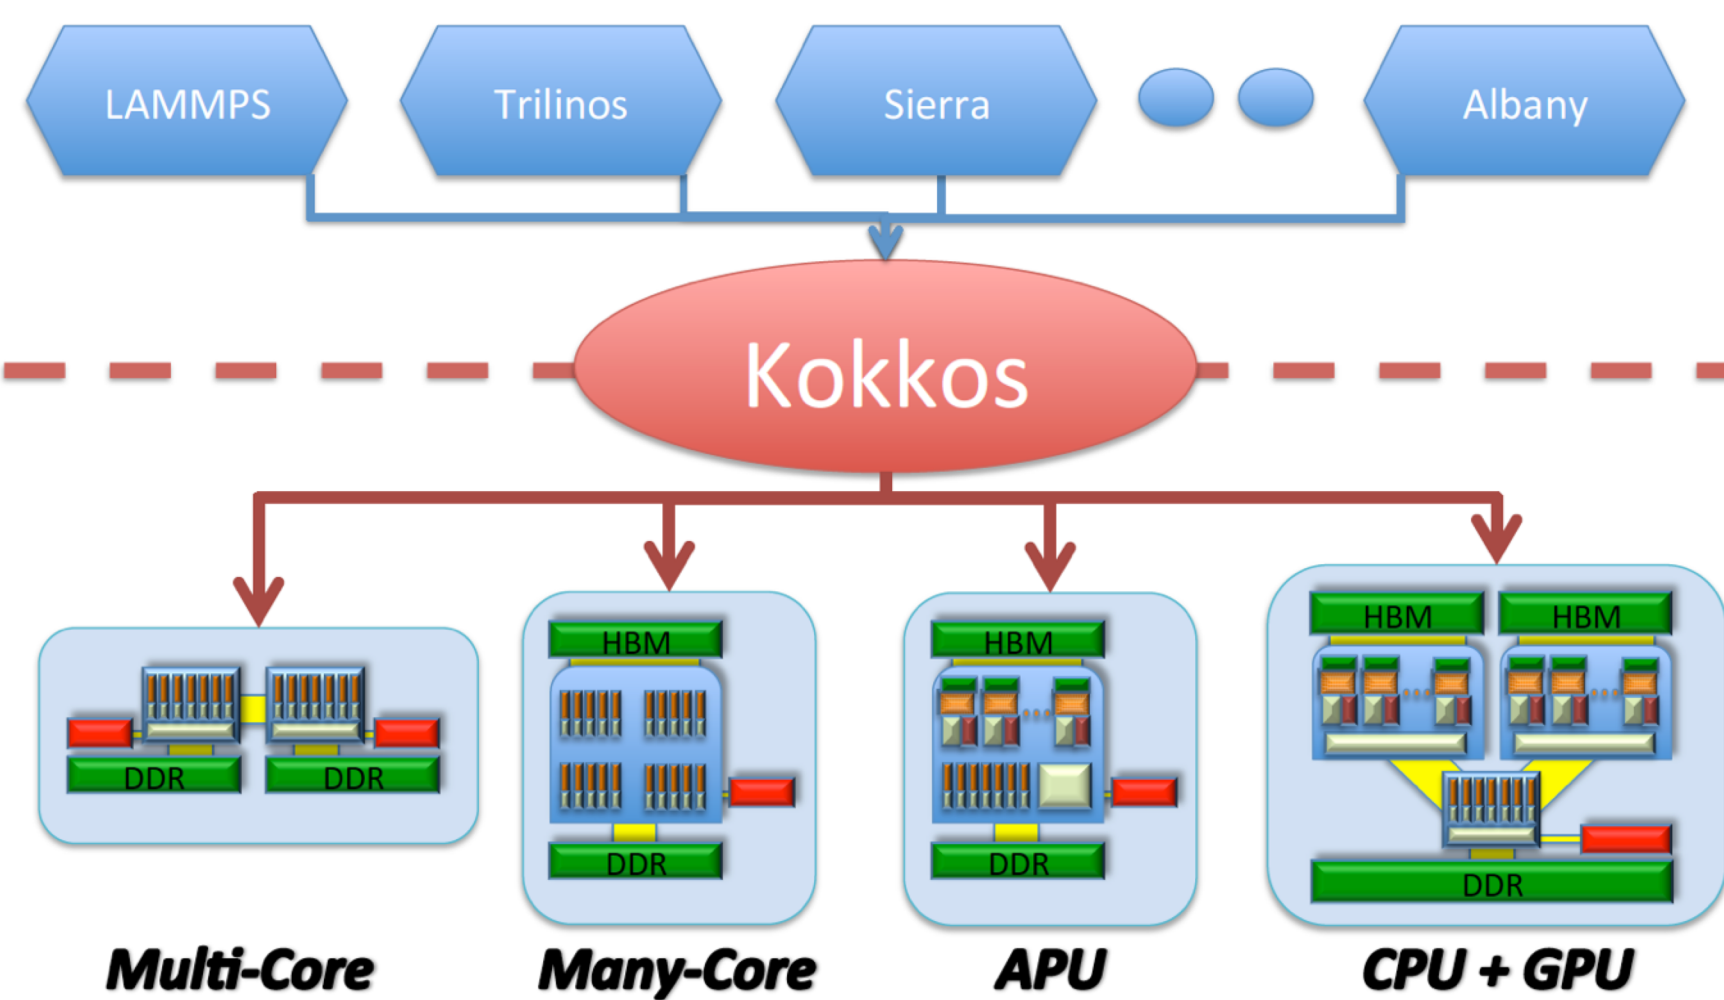 LAMMPS
Trilinos
Sierra
Albany
Kokkos
HBM
HBM
HBM
HBM
DDR
DDR
DDR
DDR
DDR
Multi-Core
Many-Core
APU
CPU + GPU